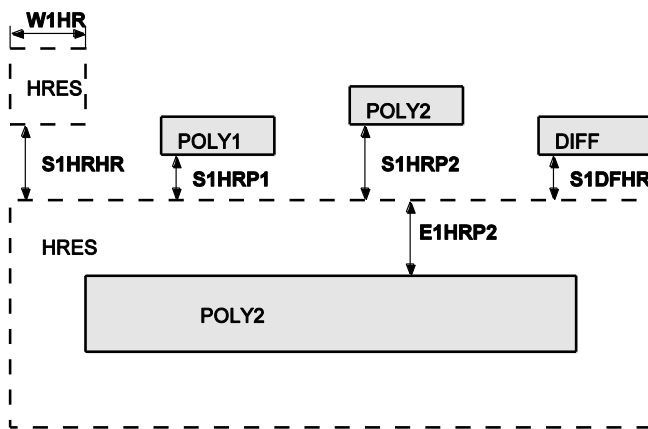 W1HR
HRES
POLY1
POLY2
DIFF
S1HRHR
S1HRP1
S1HRP2
S1DFHR
E1HRP2
HRES
POLY2